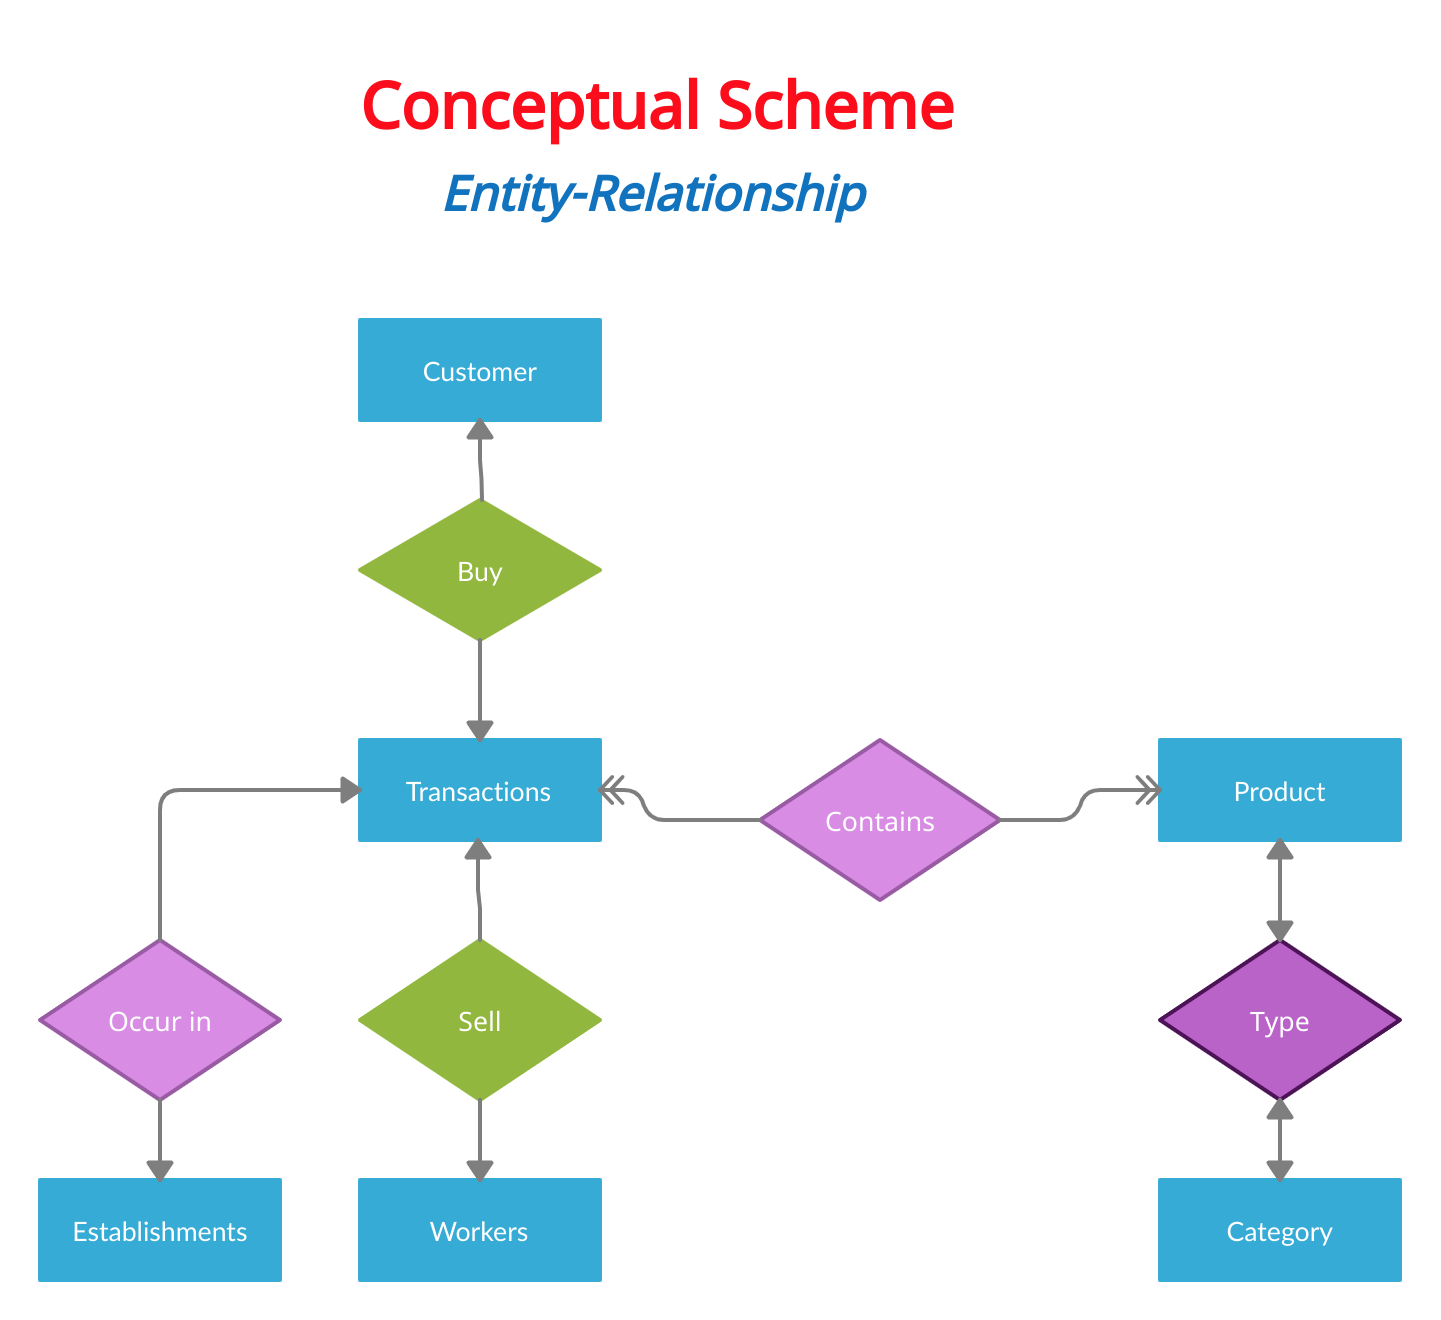 Conceptual Scheme
Entity-Relationship
Customer
Buy
Transactions
Contains
Product
Occur in
Sell
Type
Establishments
Workers
Category